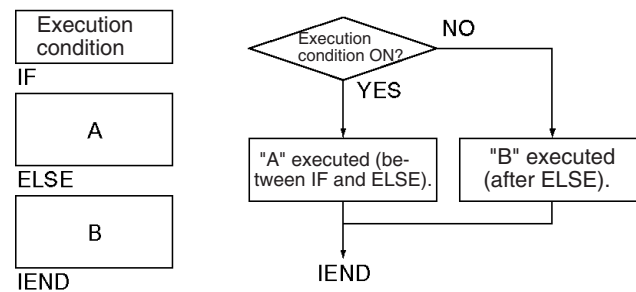 Execution
condition
IF
A
ELSE
B
IEND
Execution
condition ON?
NO
YES
"A" executed (be-
tween IF and ELSE).
"B" executed
(after ELSE).
IEND